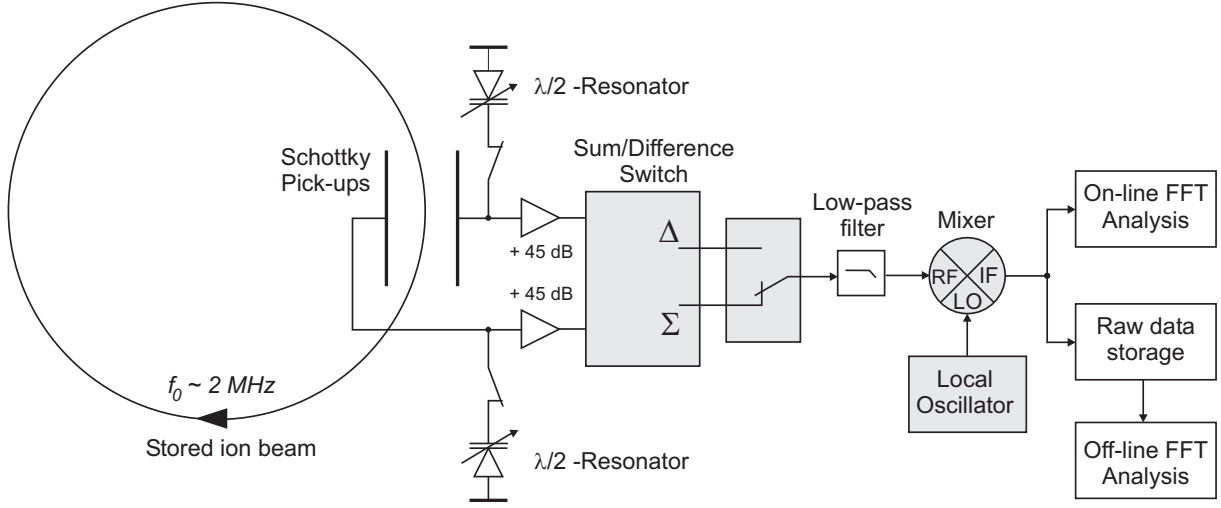 λ/2 -Resonator
Schottky
Pick-ups
Sum/Difference
Switch
+ 45 dB
+ 45 dB
Δ
Σ
Low-pass
filter
Mixer
RF
IF
LO
Local
Oscillator
On-line FFT
Analysis
Raw data
storage
Off-line FFT
Analysis
f0 ~ 2 MHz
Stored ion beam
λ/2 -Resonator